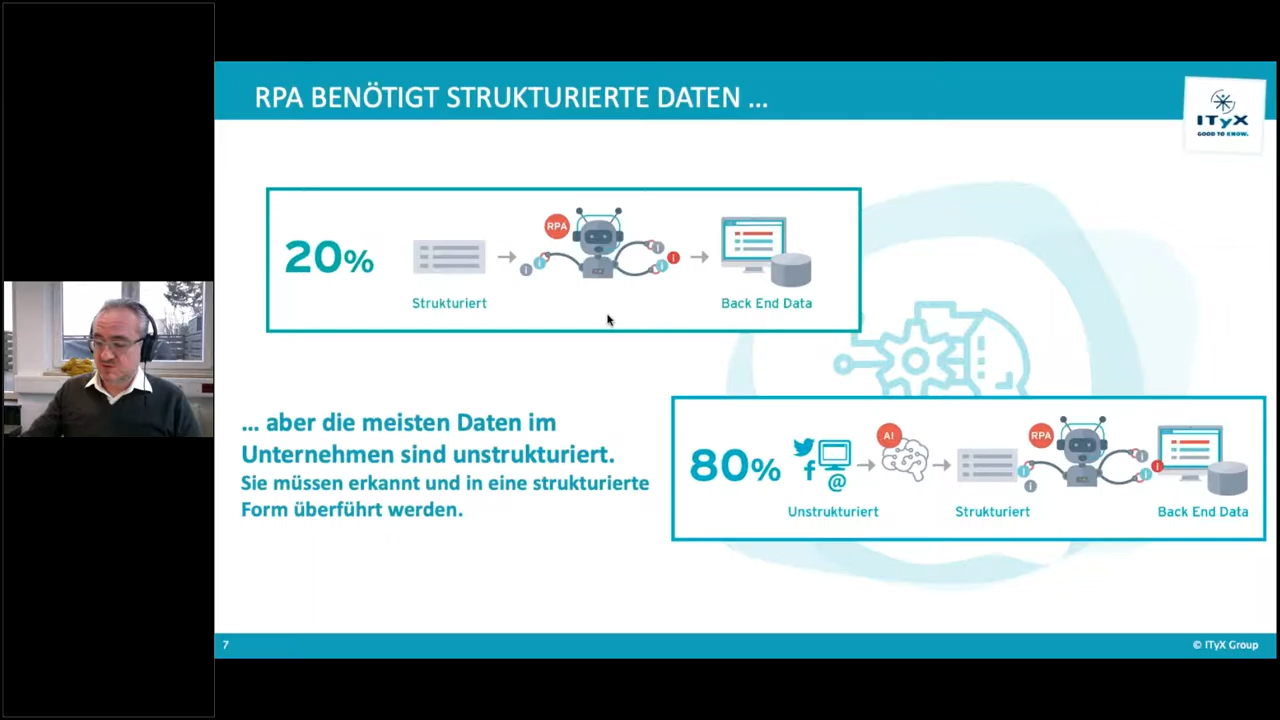 RPA BENÖTIGT STRUKTURIERTE DATEN ...
ITyX
GOOD TO KNOW.
20%
RPA
Strukturiert
Back End Data
... aber die meisten Daten im
Unternehmen sind unstrukturiert.
Sie müssen erkannt und in eine strukturierte
Form überführt werden.
80%
f
@
AI
RPA
Unstrukturiert
Strukturiert
Back End Data
7
© ITyX Group